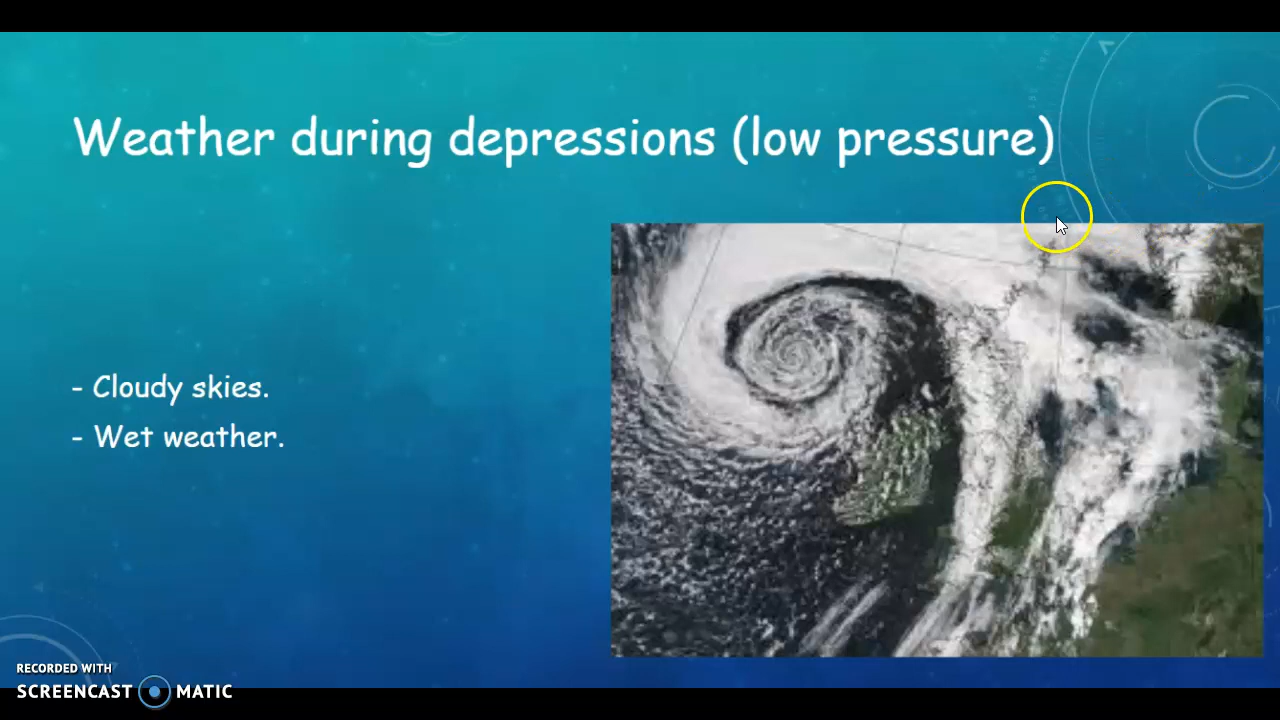 Weather during depressions (low pressure)
- Cloudy skies.
- Wet weather.
RECORDED WITH
SCREENCAST MATIC